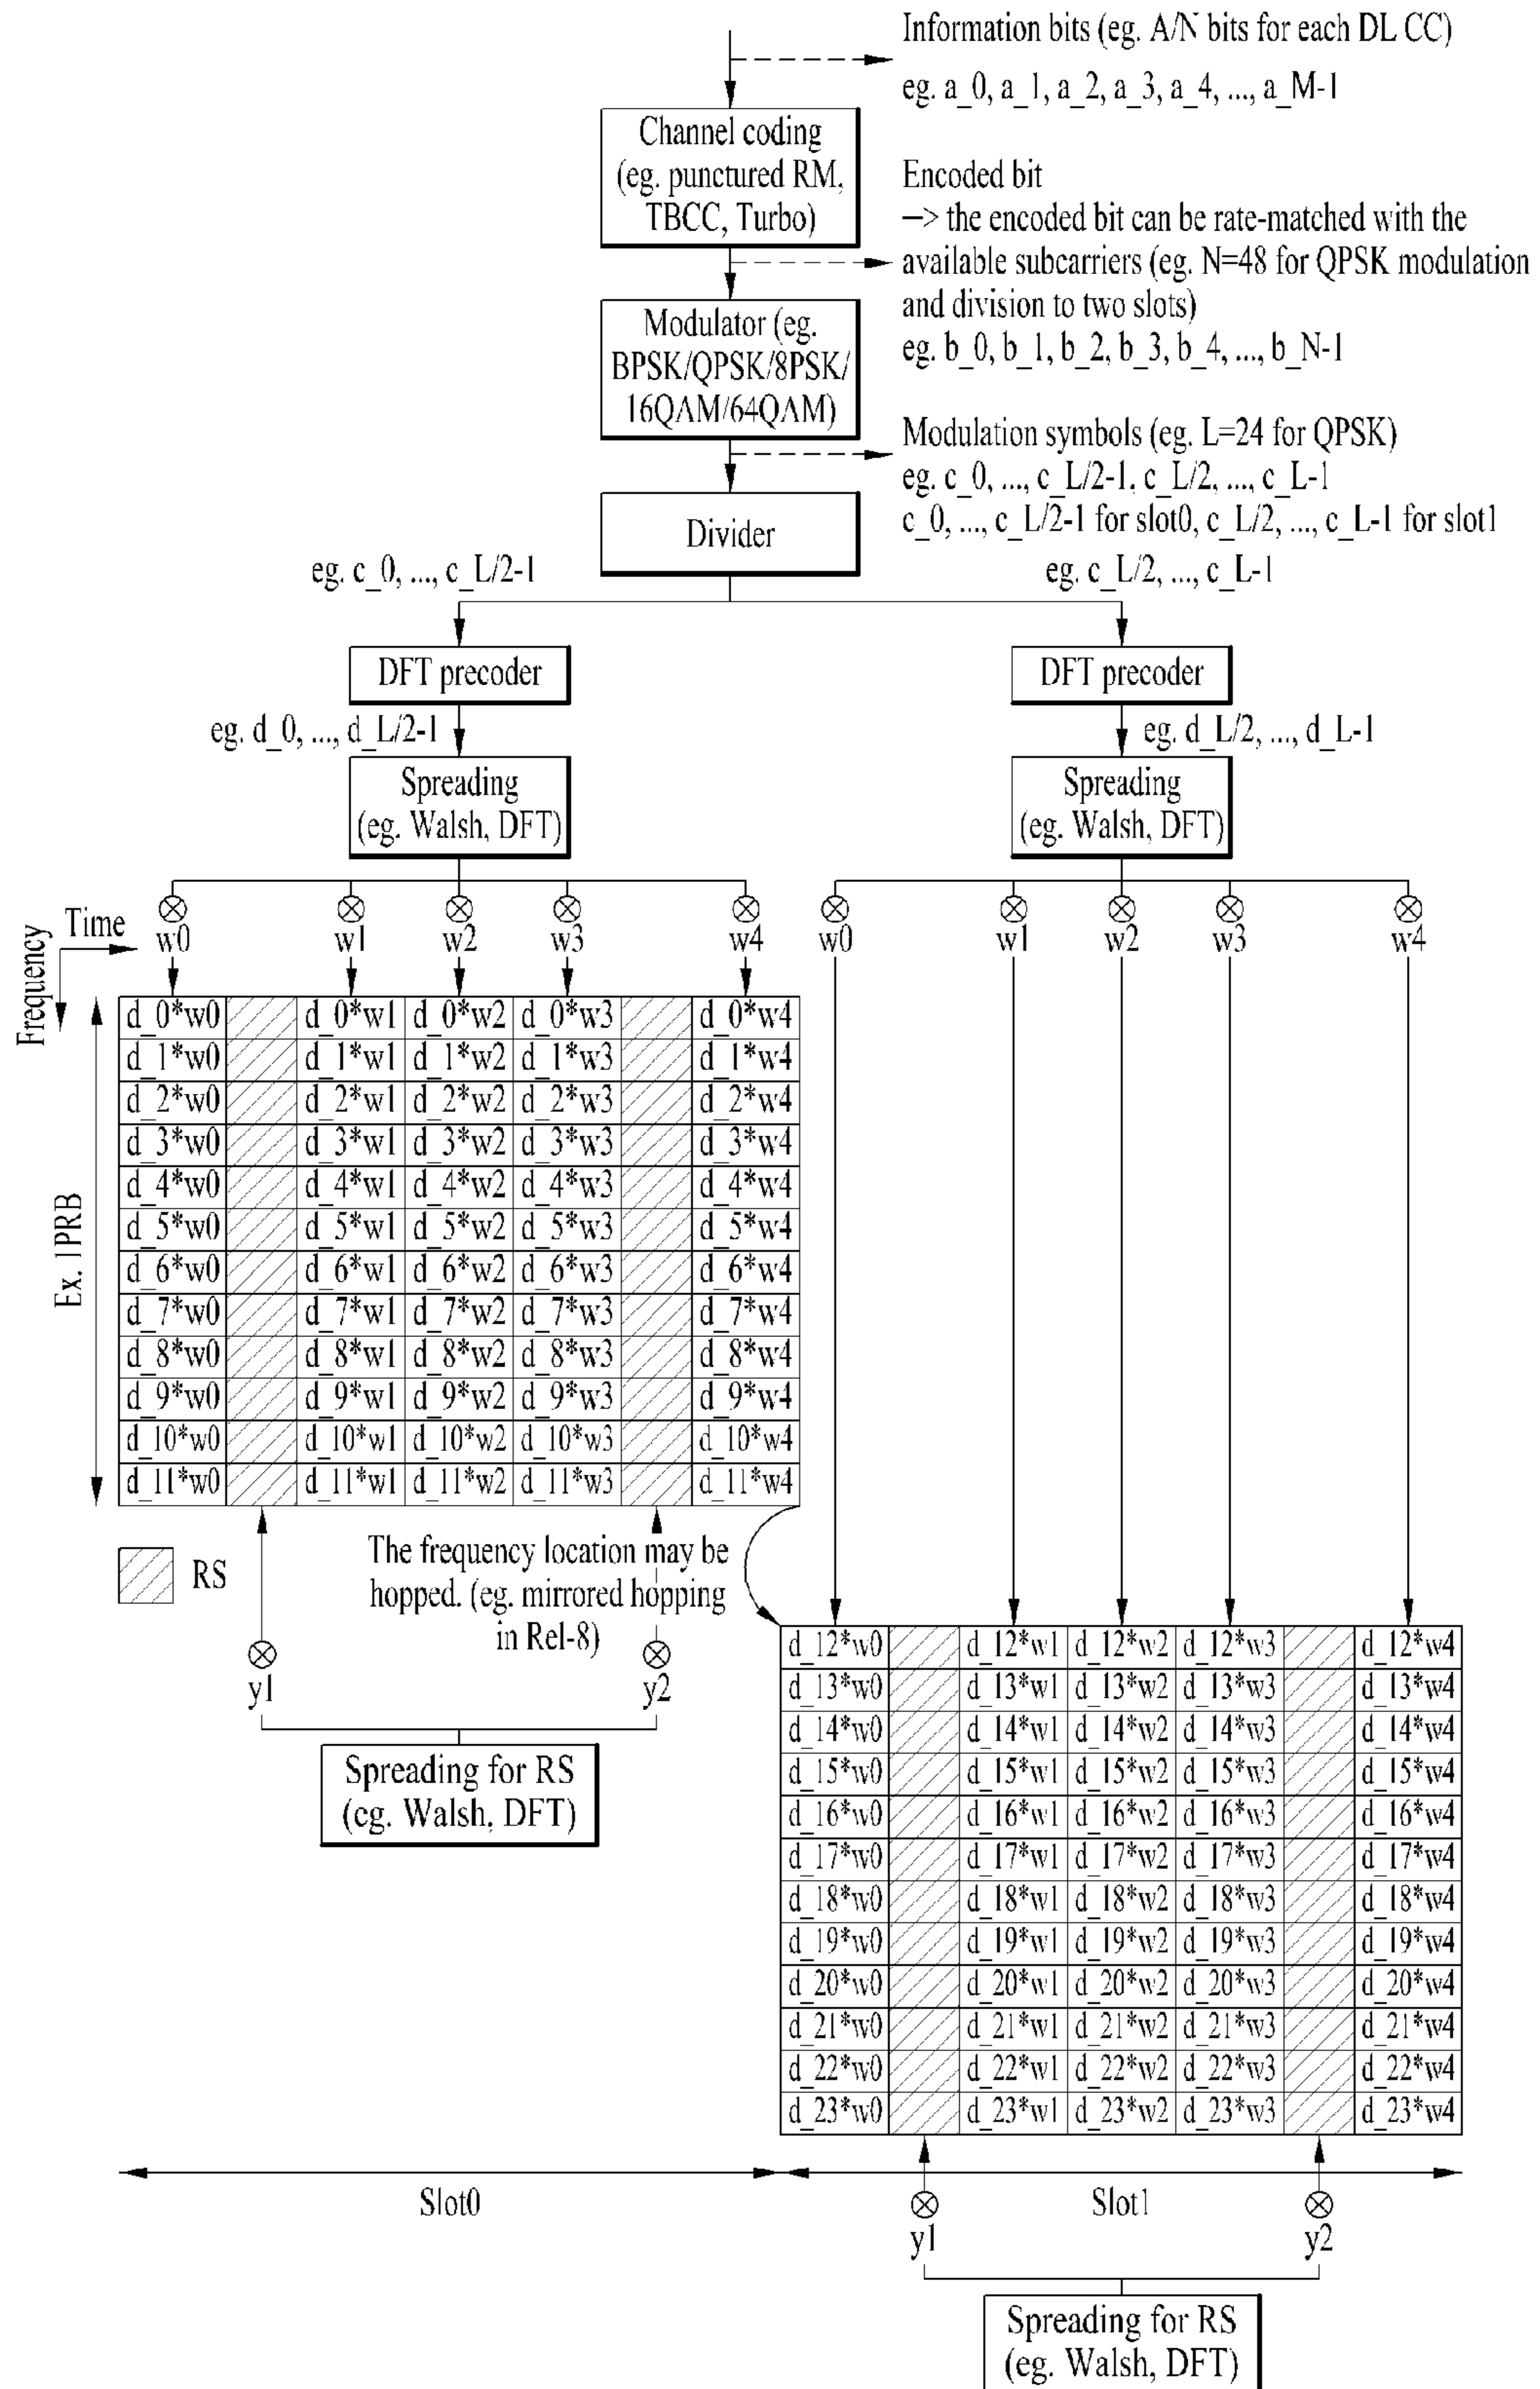 Information bits (eg. A/N bits for each DL CC)
eg. a_0, a_1, a_2, a_3, a_4, ..., a_M-1
Channel coding
(eg. punctured RM,
TBCC, Turbo)
Encoded bit
–> the encoded bit can be rate-matched with the
available subcarriers (eg. N=48 for QPSK modulation
and division to two slots)
eg. b_0, b_1, b_2, b_3, b_4, ..., b_N-1
Modulator (eg.
BPSK/QPSK/8PSK/
16QAM/64QAM)
Modulation symbols (eg. L=24 for QPSK)
eg. c_0, ..., c_L/2-1, c_L/2, ..., c_L-1
c_0, ..., c_L/2-1 for slot0, c_L/2, ..., c_L-1 for slot1
Divider
eg. c_0, ..., c_L/2-1
eg. c_L/2, ..., c_L-1
DFT precoder
DFT precoder
eg. d_0, ..., d_L/2-1
eg. d_L/2, ..., d_L-1
Spreading
(eg. Walsh, DFT)
Spreading
(eg. Walsh, DFT)
Time
Frequency
w0 w1 w2 w3 w4 w0 w1 w2 w3 w4
Ex. 1PRB
d_0*w0 d_0*w1 d_0*w2 d_0*w3 d_0*w4
d_1*w0 d_1*w1 d_1*w2 d_1*w3 d_1*w4
d_2*w0 d_2*w1 d_2*w2 d_2*w3 d_2*w4
d_3*w0 d_3*w1 d_3*w2 d_3*w3 d_3*w4
d_4*w0 d_4*w1 d_4*w2 d_4*w3 d_4*w4
d_5*w0 d_5*w1 d_5*w2 d_5*w3 d_5*w4
d_6*w0 d_6*w1 d_6*w2 d_6*w3 d_6*w4
d_7*w0 d_7*w1 d_7*w2 d_7*w3 d_7*w4
d_8*w0 d_8*w1 d_8*w2 d_8*w3 d_8*w4
d_9*w0 d_9*w1 d_9*w2 d_9*w3 d_9*w4
d_10*w0 d_10*w1 d_10*w2 d_10*w3 d_10*w4
d_11*w0 d_11*w1 d_11*w2 d_11*w3 d_11*w4
RS
The frequency location may be
hopped. (eg. mirrored hopping
in Rel-8)
y1 y2
Spreading for RS
(eg. Walsh, DFT)
d_12*w0 d_12*w1 d_12*w2 d_12*w3 d_12*w4
d_13*w0 d_13*w1 d_13*w2 d_13*w3 d_13*w4
d_14*w0 d_14*w1 d_14*w2 d_14*w3 d_14*w4
d_15*w0 d_15*w1 d_15*w2 d_15*w3 d_15*w4
d_16*w0 d_16*w1 d_16*w2 d_16*w3 d_16*w4
d_17*w0 d_17*w1 d_17*w2 d_17*w3 d_17*w4
d_18*w0 d_18*w1 d_18*w2 d_18*w3 d_18*w4
d_19*w0 d_19*w1 d_19*w2 d_19*w3 d_19*w4
d_20*w0 d_20*w1 d_20*w2 d_20*w3 d_20*w4
d_21*w0 d_21*w1 d_21*w2 d_21*w3 d_21*w4
d_22*w0 d_22*w1 d_22*w2 d_22*w3 d_22*w4
d_23*w0 d_23*w1 d_23*w2 d_23*w3 d_23*w4
Slot0 Slot1
y1 y2
Spreading for RS
(eg. Walsh, DFT)